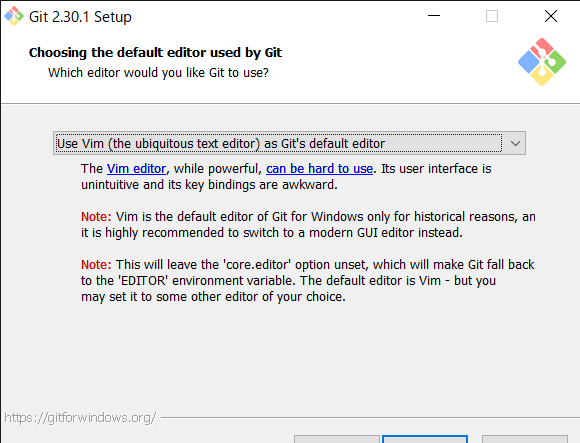 Git 2.30.1 Setup
Choosing the default editor used by Git
Which editor would you like Git to use?
Use Vim (the ubiquitous text editor) as Git's default editor
The Vim editor, while powerful, can be hard to use. Its user interface is
unintuitive and its key bindings are awkward.
Note: Vim is the default editor of Git for Windows only for historical reasons, an
it is highly recommended to switch to a modern GUI editor instead.
Note: This will leave the 'core.editor' option unset, which will make Git fall back
to the 'EDITOR' environment variable. The default editor is Vim - but you
may set it to some other editor of your choice.
https://gitforwindows.org/